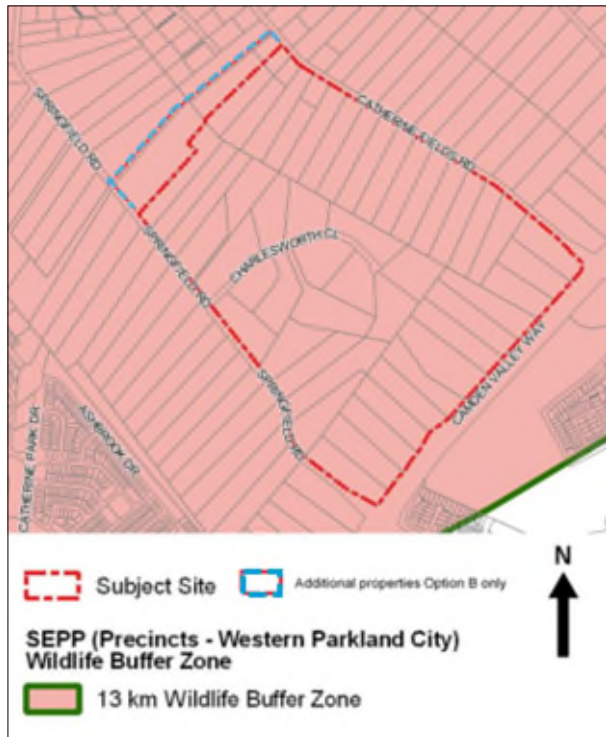 SPRINGFIELD RD
CATHERINE FIELDS RD
CHARLESWORTH CL
SPRINGFIELD RD
SPRINGFIELD RD
CAMDEN VALLEY WAY
ASHBROOK DR
CATHERINE PARK DR
Subject Site
Additional properties Option B only
N
SEPP (Precincts - Western Parkland City)
Wildlife Buffer Zone
13 km Wildlife Buffer Zone